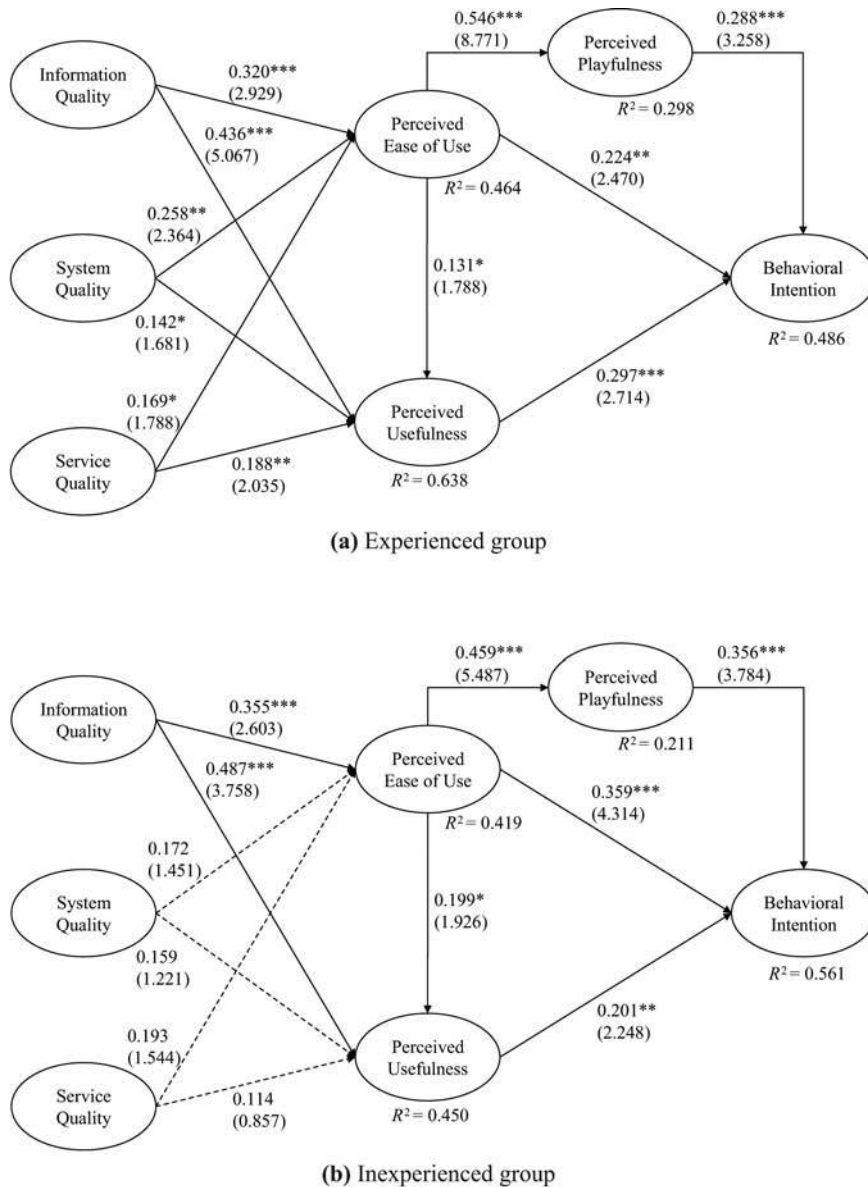 0.546***
(8.771)
Perceived
Playfulness
0.288***
(3.258)
R² = 0.298
Information
Quality
0.320***
(2.929)
0.436***
(5.067)
Perceived
Ease of Use
R² = 0.464
0.224**
(2.470)
0.258**
(2.364)
System
Quality
0.131*
(1.788)
Behavioral
Intention
R² = 0.486
0.142*
(1.681)
0.297***
(2.714)
0.169*
(1.788)
Service
Quality
0.188**
(2.035)
Perceived
Usefulness
R² = 0.638
(a) Experienced group
0.459***
(5.487)
Perceived
Playfulness
0.356***
(3.784)
R² = 0.211
Information
Quality
0.355***
(2.603)
0.487***
(3.758)
Perceived
Ease of Use
R² = 0.419
0.359***
(4.314)
0.172
(1.451)
System
Quality
0.199*
(1.926)
Behavioral
Intention
R² = 0.561
0.159
(1.221)
0.201**
(2.248)
0.193
(1.544)
Service
Quality
0.114
(0.857)
Perceived
Usefulness
R² = 0.450
(b) Inexperienced group